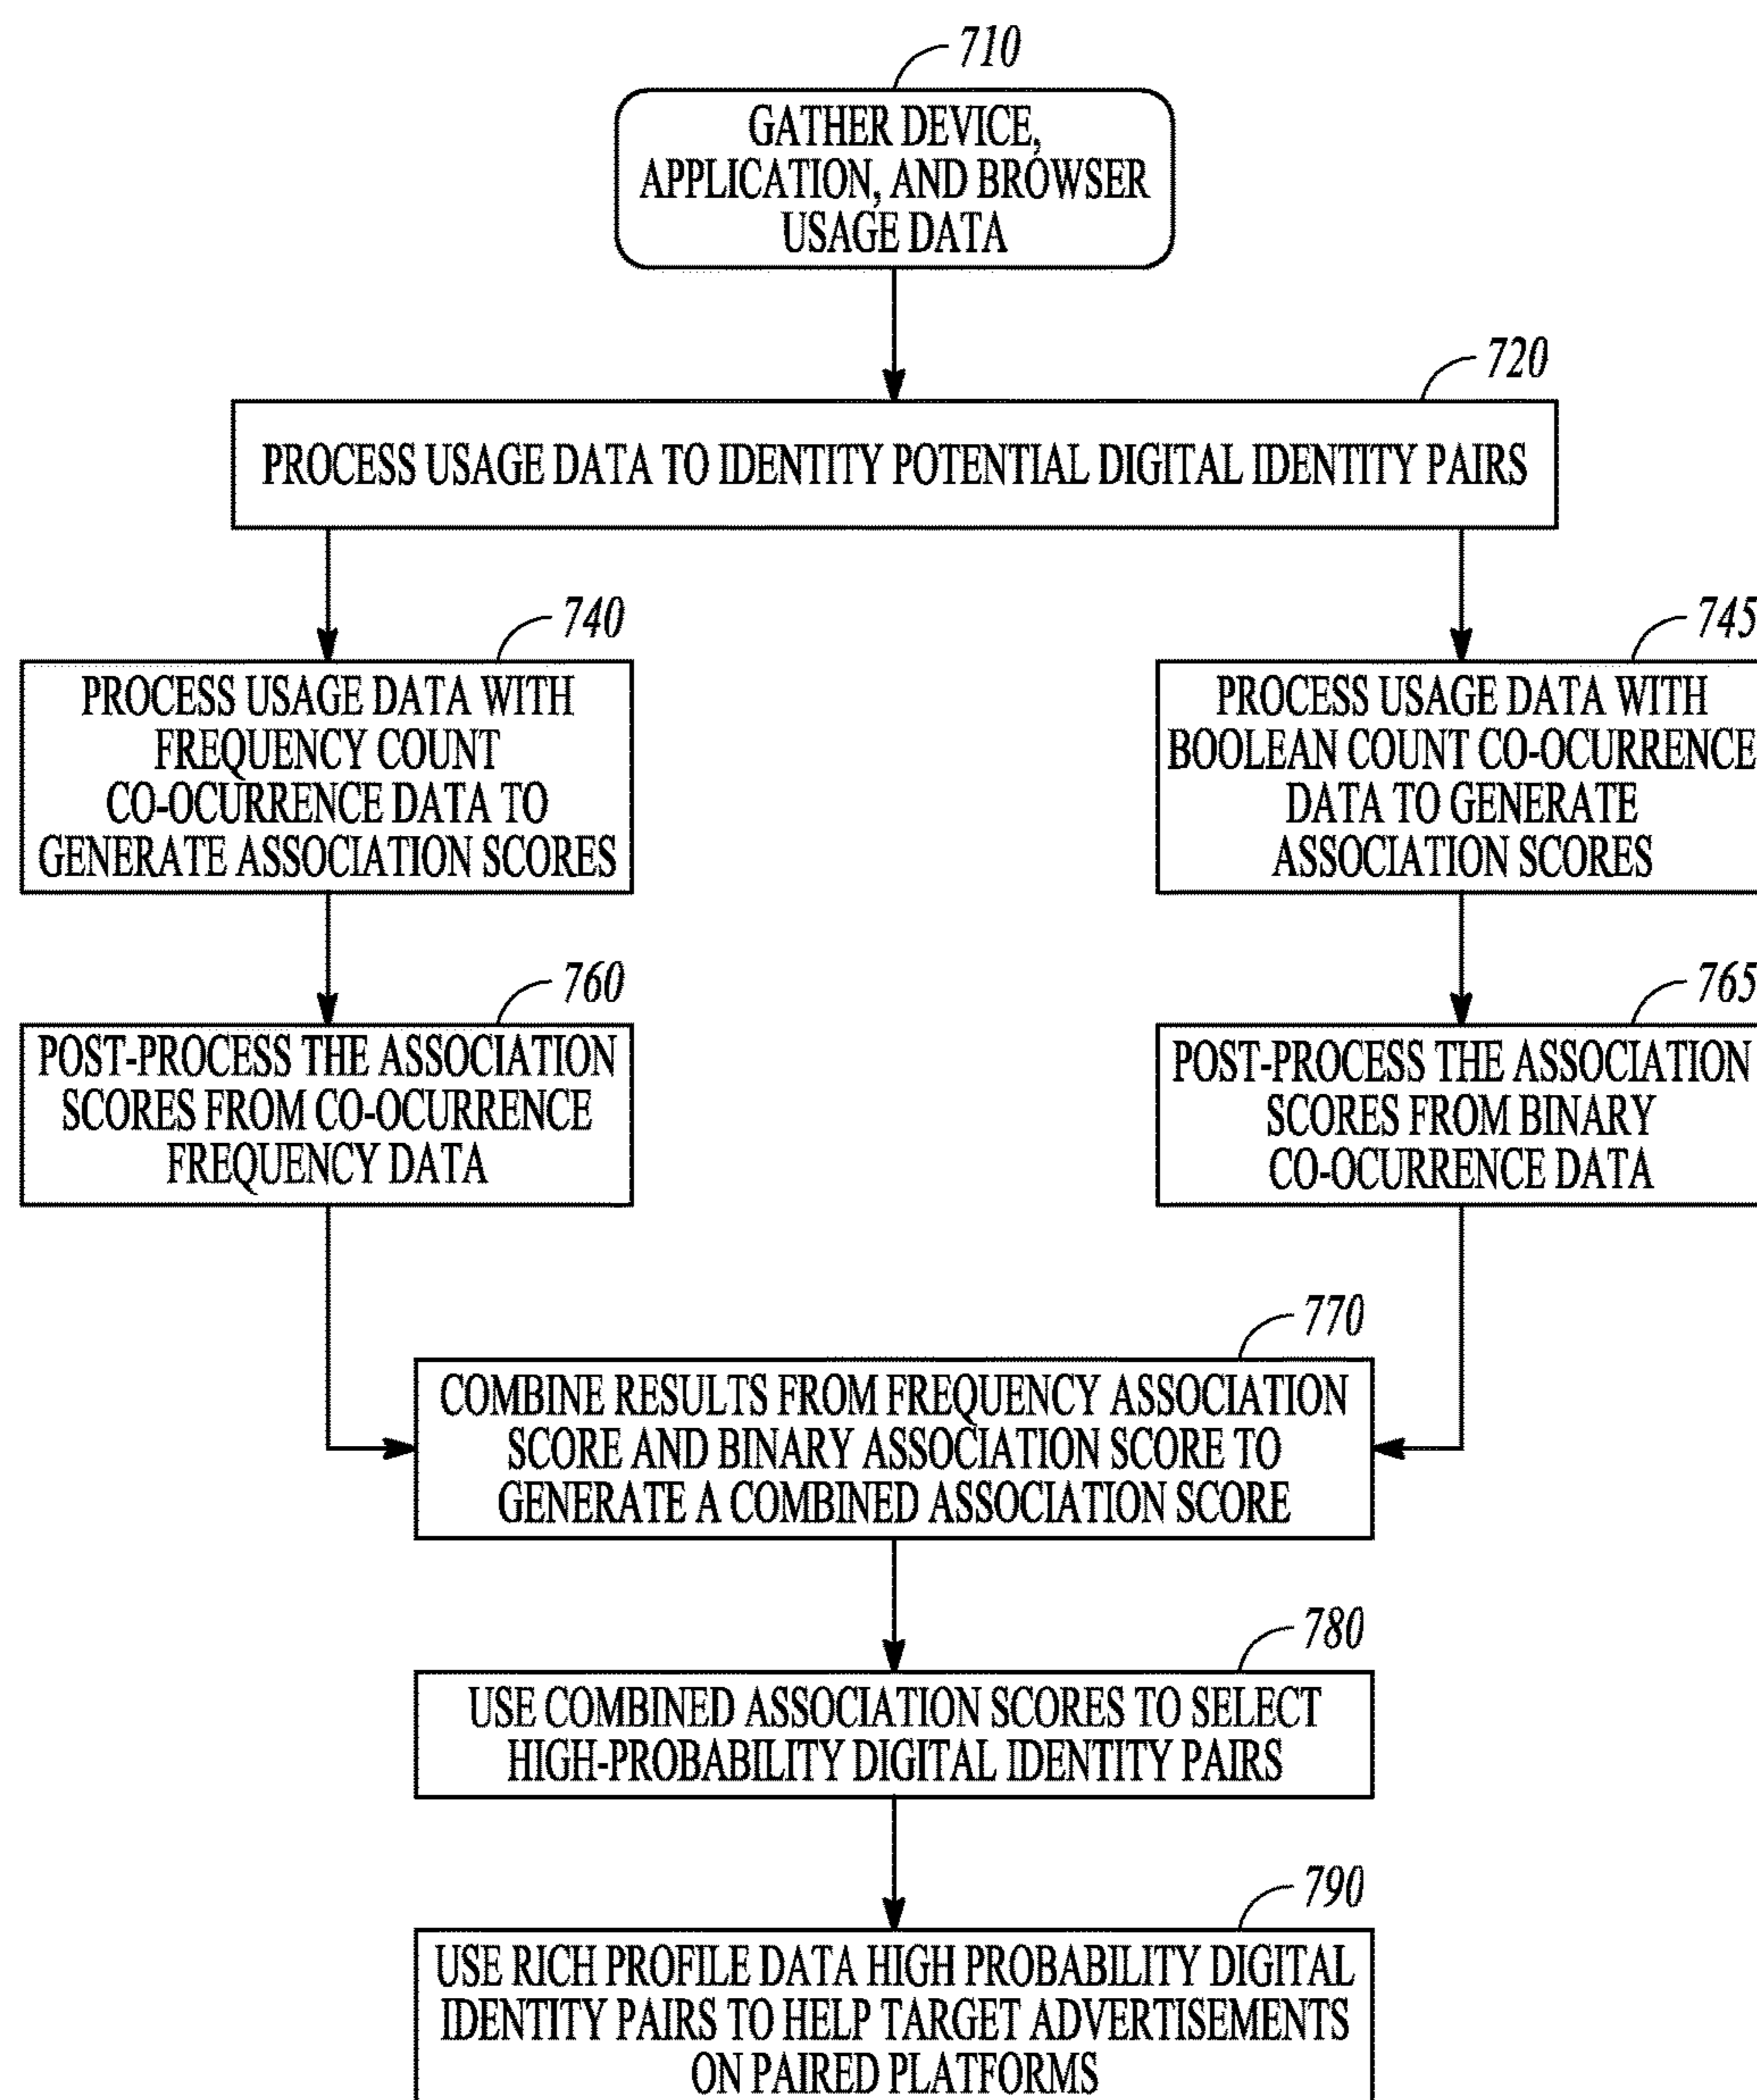 710
GATHER DEVICE,
APPLICATION, AND BROWSER
USAGE DATA
720
PROCESS USAGE DATA TO IDENTITY POTENTIAL DIGITAL IDENTITY PAIRS
740
PROCESS USAGE DATA WITH
FREQUENCY COUNT
CO-OCURRENCE DATA TO
GENERATE ASSOCIATION SCORES
745
PROCESS USAGE DATA WITH
BOOLEAN COUNT CO-OCURRENCE
DATA TO GENERATE
ASSOCIATION SCORES
760
POST-PROCESS THE ASSOCIATION
SCORES FROM CO-OCURRENCE
FREQUENCY DATA
765
POST-PROCESS THE ASSOCIATION
SCORES FROM BINARY
CO-OCURRENCE DATA
770
COMBINE RESULTS FROM FREQUENCY ASSOCIATION
SCORE AND BINARY ASSOCIATION SCORE TO
GENERATE A COMBINED ASSOCIATION SCORE
780
USE COMBINED ASSOCIATION SCORES TO SELECT
HIGH-PROBABILITY DIGITAL IDENTITY PAIRS
790
USE RICH PROFILE DATA HIGH PROBABILITY DIGITAL
IDENTITY PAIRS TO HELP TARGET ADVERTISEMENTS
ON PAIRED PLATFORMS